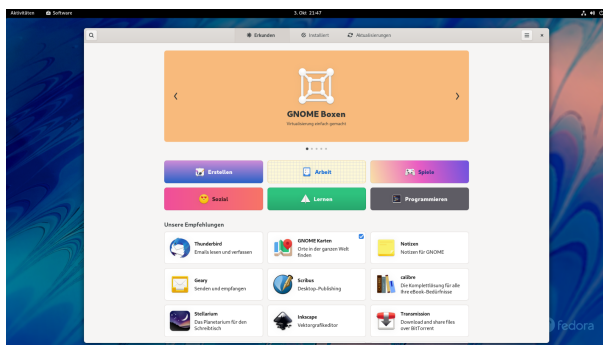 Aktivitäten
Software
3. Okt 21:47
Erkunden
Installiert
Aktualisierungen
GNOME Boxen
Virtualisierung einfach gemacht
Erstellen
Arbeit
Spiele
Sozial
Lernen
Programmieren
Unsere Empfehlungen
Thunderbird
Emails lesen und verfassen
GNOME Karten
Orte in der ganzen Welt
finden
Notizen
Notizen für GNOME
Geary
Senden und empfangen
Scribus
Desktop-Publishing
calibre
Die Komplettlösung für alle
Ihre eBook-Bedürfnisse
Stellarium
Das Planetarium für den
Schreibtisch
Inkscape
Vektorgrafikeditor
Transmission
Download and share files
over BitTorrent
fedora